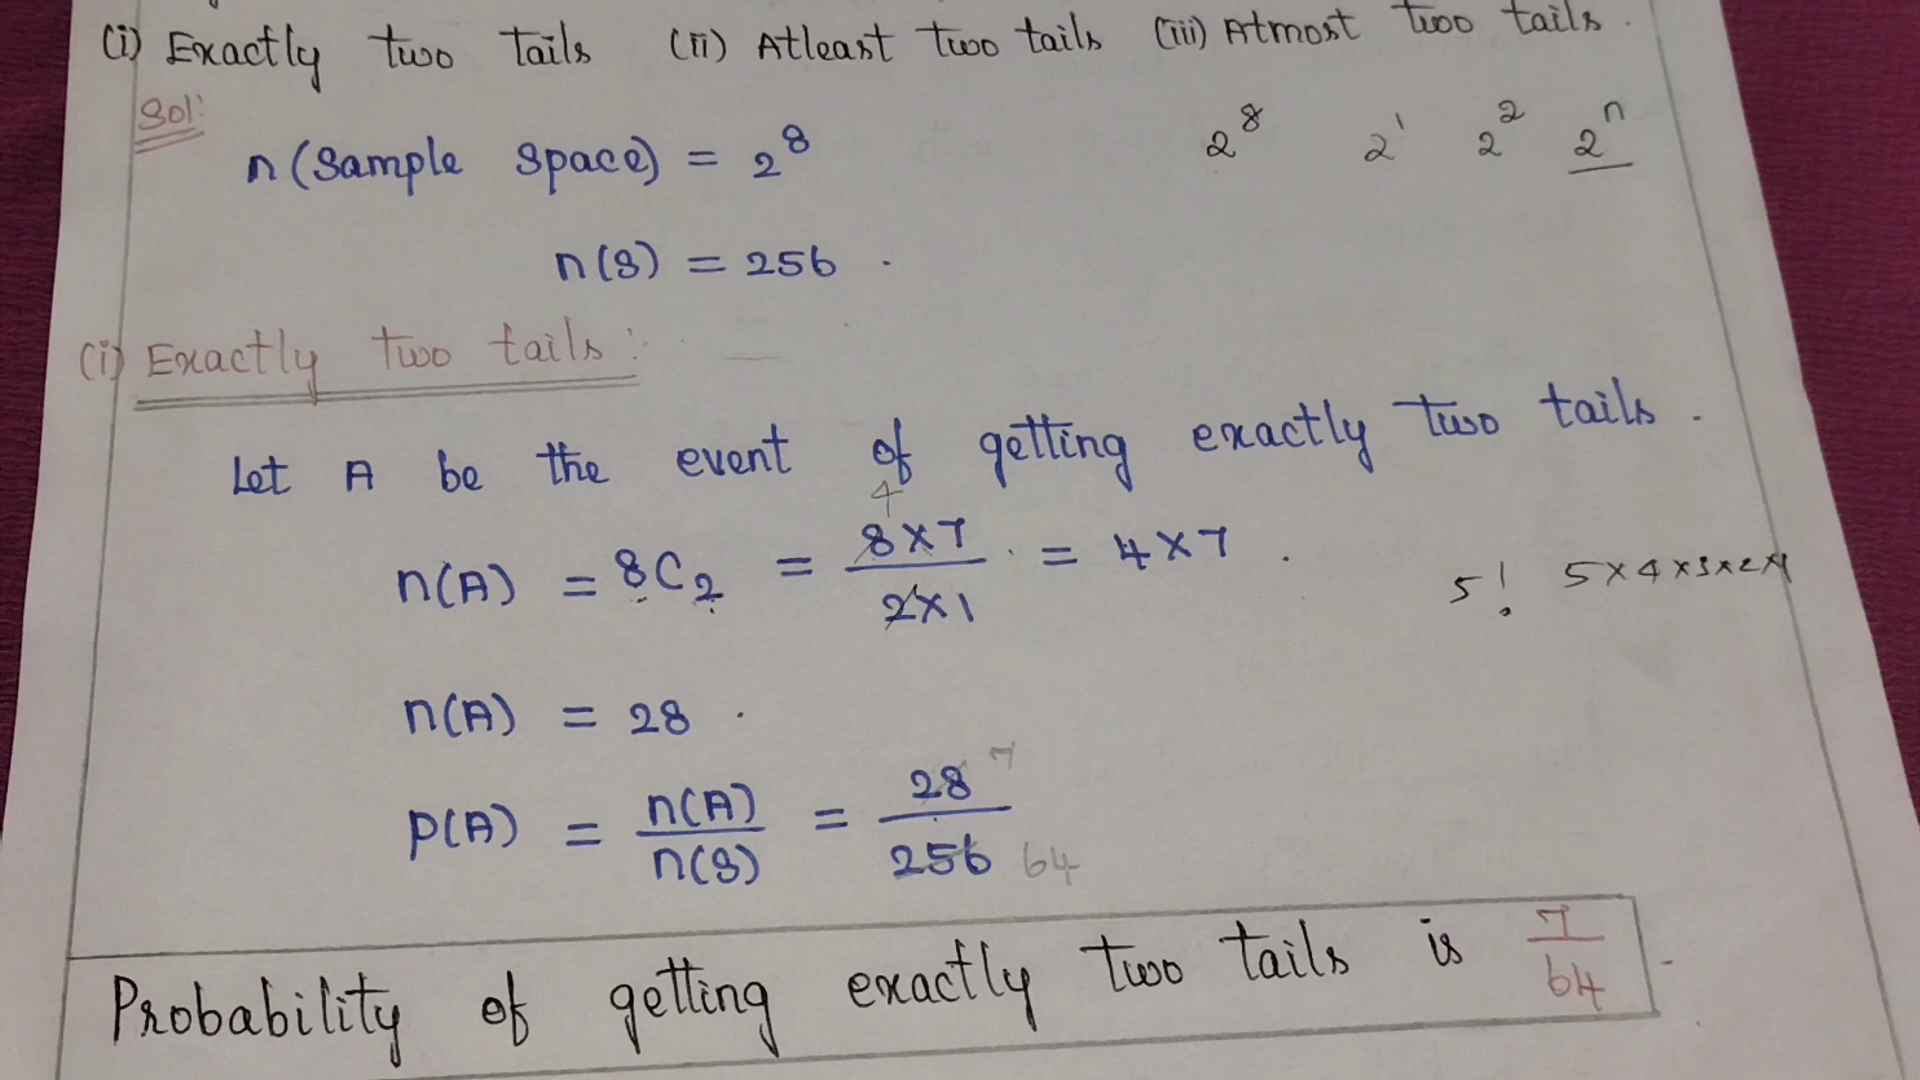 (i) Exactly two tails (ii) Atleast two tails (iii) Atmost two tails.
Sol:
n(Sample Space) = 2^8 2^8 2^1 2^2 2^n
n(S) = 256.
(i) Exactly two tails:
Let A be the event of getting exactly two tails.
4
n(A) = 8C₂ = 8×7/2×1 = 4×7. 5! 5×4×3×2×1
n(A) = 28.
P(A) = n(A)/n(S) = 28/256 7 64
Probability of getting exactly two tails is 7/64.